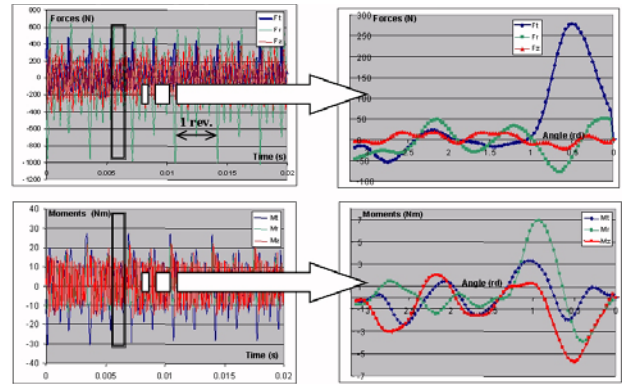 Forces (N)
800
600
400
200
0
-200
-400
-600
-800
-1000
-1200
Ft
Fr
Fz
1 rev.
Time (s)
0
0.005
0.01
0.015
0.02
Forces (N)
300
250
200
150
100
50
-50
-100
Ft
Fr
Fz
Angle (rd)
0
Moments (Nm)
40
30
20
10
0
-10
-20
-30
-40
Mt
Mr
Mz
Time (s)
0
0.005
0.01
0.015
0.02
Moments (Nm)
7
5
3
-3
-5
-7
Mt
Mr
Mz
Angle (rd)
0